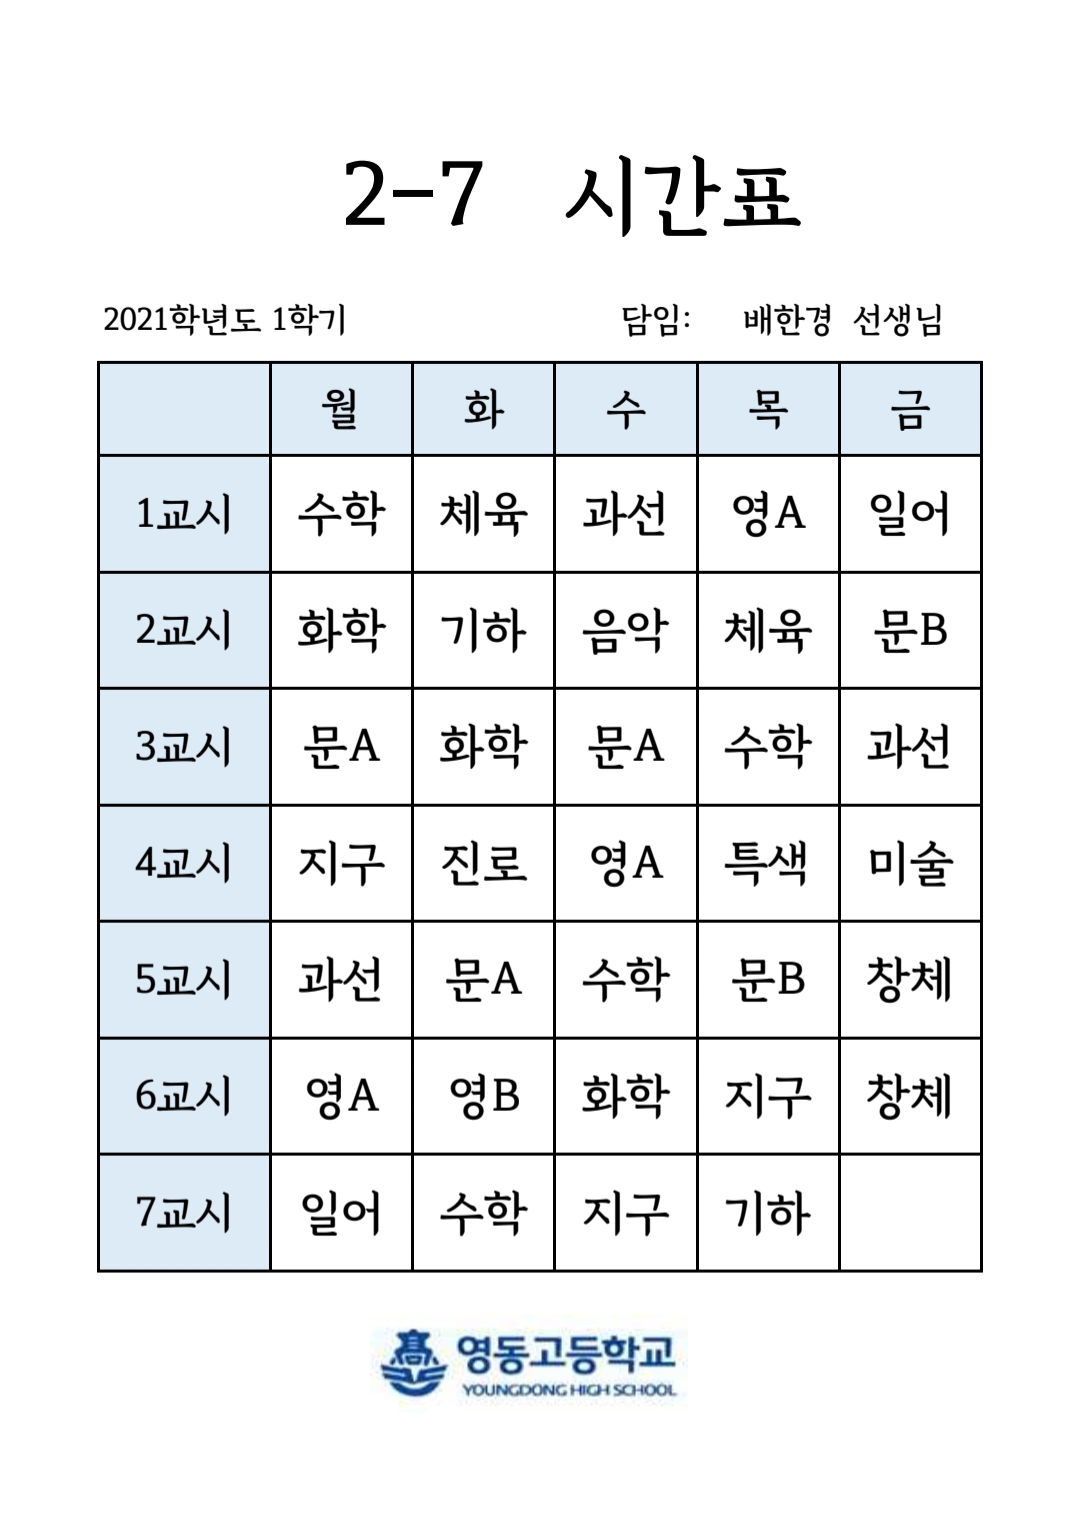 2-7 시간표
2021학년도 1학기 담임: 배한경 선생님
월 화 수 목 금
1교시 수학 체육 과선 영A 일어
2교시 화학 기하 음악 체육 문B
3교시 문A 화학 문A 수학 과선
4교시 지구 진로 영A 특색 미술
5교시 과선 문A 수학 문B 창체
6교시 영A 영B 화학 지구 창체
7교시 일어 수학 지구 기하
高 영동고등학교
YOUNGDONG HIGH SCHOOL